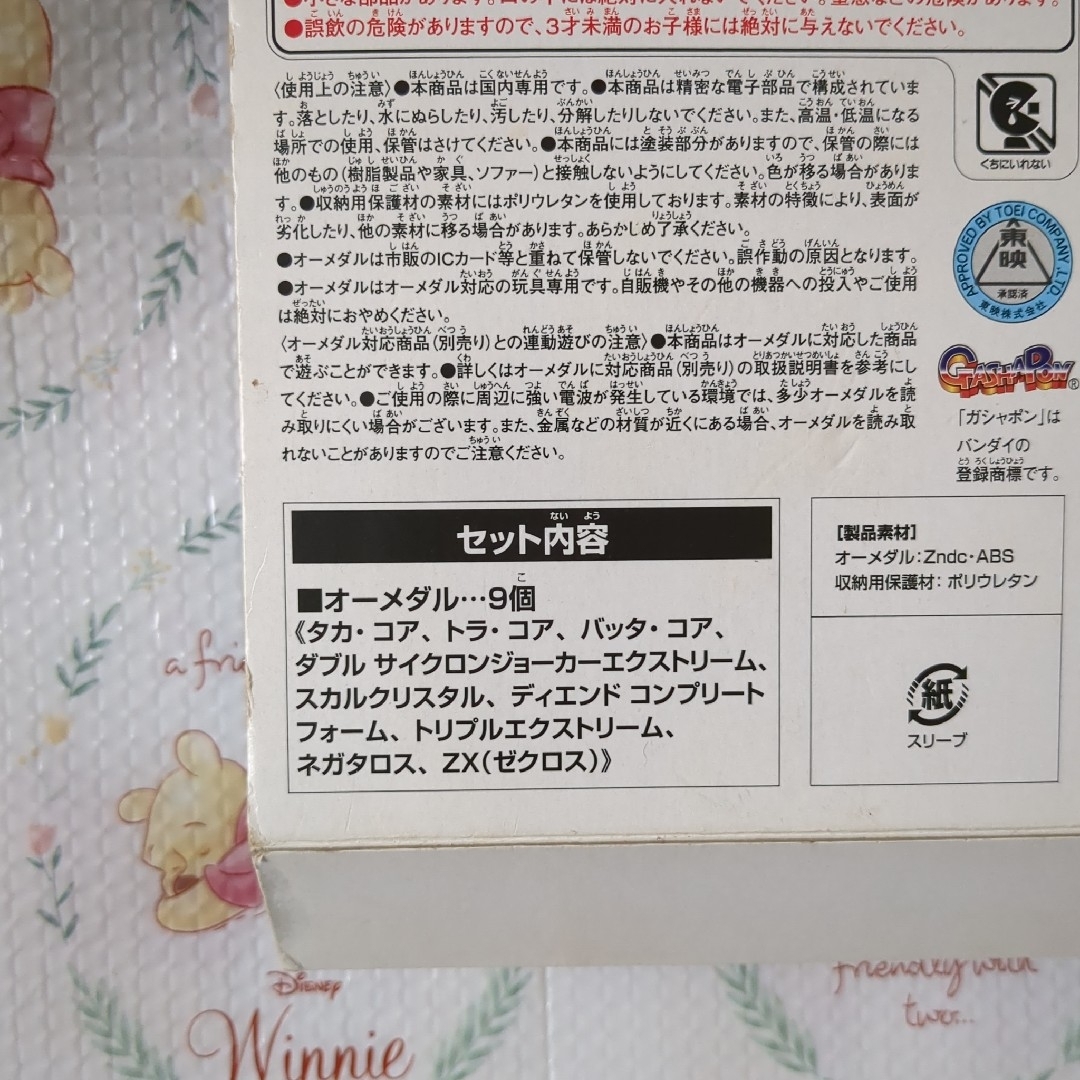 ●誤飲の危険がありますので、3才未満のお子様には絶対に与えないでください。
〈使用上の注意〉●本商品は国内専用です。●本商品は精密な電子部品で構成されていま
す。落としたり、水にぬらしたり、汚したり、分解したりしないでください。また、高温・低温になる
場所での使用、保管はさけてください。●本商品には塗装部分がありますので、保管の際には
他のもの(樹脂製品や家具、ソファー)と接触しないようにしてください。色が移る場合がありま
す。●収納用保護材の素材にはポリウレタンを使用しております。素材の特徴により、表面が
劣化したり、他の素材に移る場合があります。あらかじめ了承ください。
●オーメダルは市販のICカード等と重ねて保管しないでください。誤作動の原因となります。
●オーメダルはオーメダル対応の玩具専用です。自販機やその他の機器への投入やご使用
は絶対におやめください。
〈オーメダル対応商品(別売り)との連動遊びの注意〉●本商品はオーメダルに対応した商品
で遊ぶことができます。●詳しくはオーメダルに対応商品(別売り)の取扱説明書を参考にし
てください。●ご使用の際に周辺に強い電波が発生している環境では、多少オーメダルを読
み取りにくい場合がございます。また、金属などの材質が近くにある場合、オーメダルを読み取
れないことがありますのでご注意ください。
くちにいれない
APPROVED BY TOEI COMPANY, LTD.
東映
承認済
東映株式会社
GASHAPON®
「ガシャポン」は
バンダイの
登録商標です。
セット内容
■オーメダル…9個
《タカ・コア、トラ・コア、バッタ・コア、
ダブル サイクロンジョーカーエクストリーム、
スカルクリスタル、ディエンド コンプリート
フォーム、トリプルエクストリーム、
ネガタロス、ZX(ゼクロス)》
[製品素材]
オーメダル:Zndc・ABS
収納用保護材: ポリウレタン
紙
スリーブ
a fri
Disney
Winnie
friendly with
two...